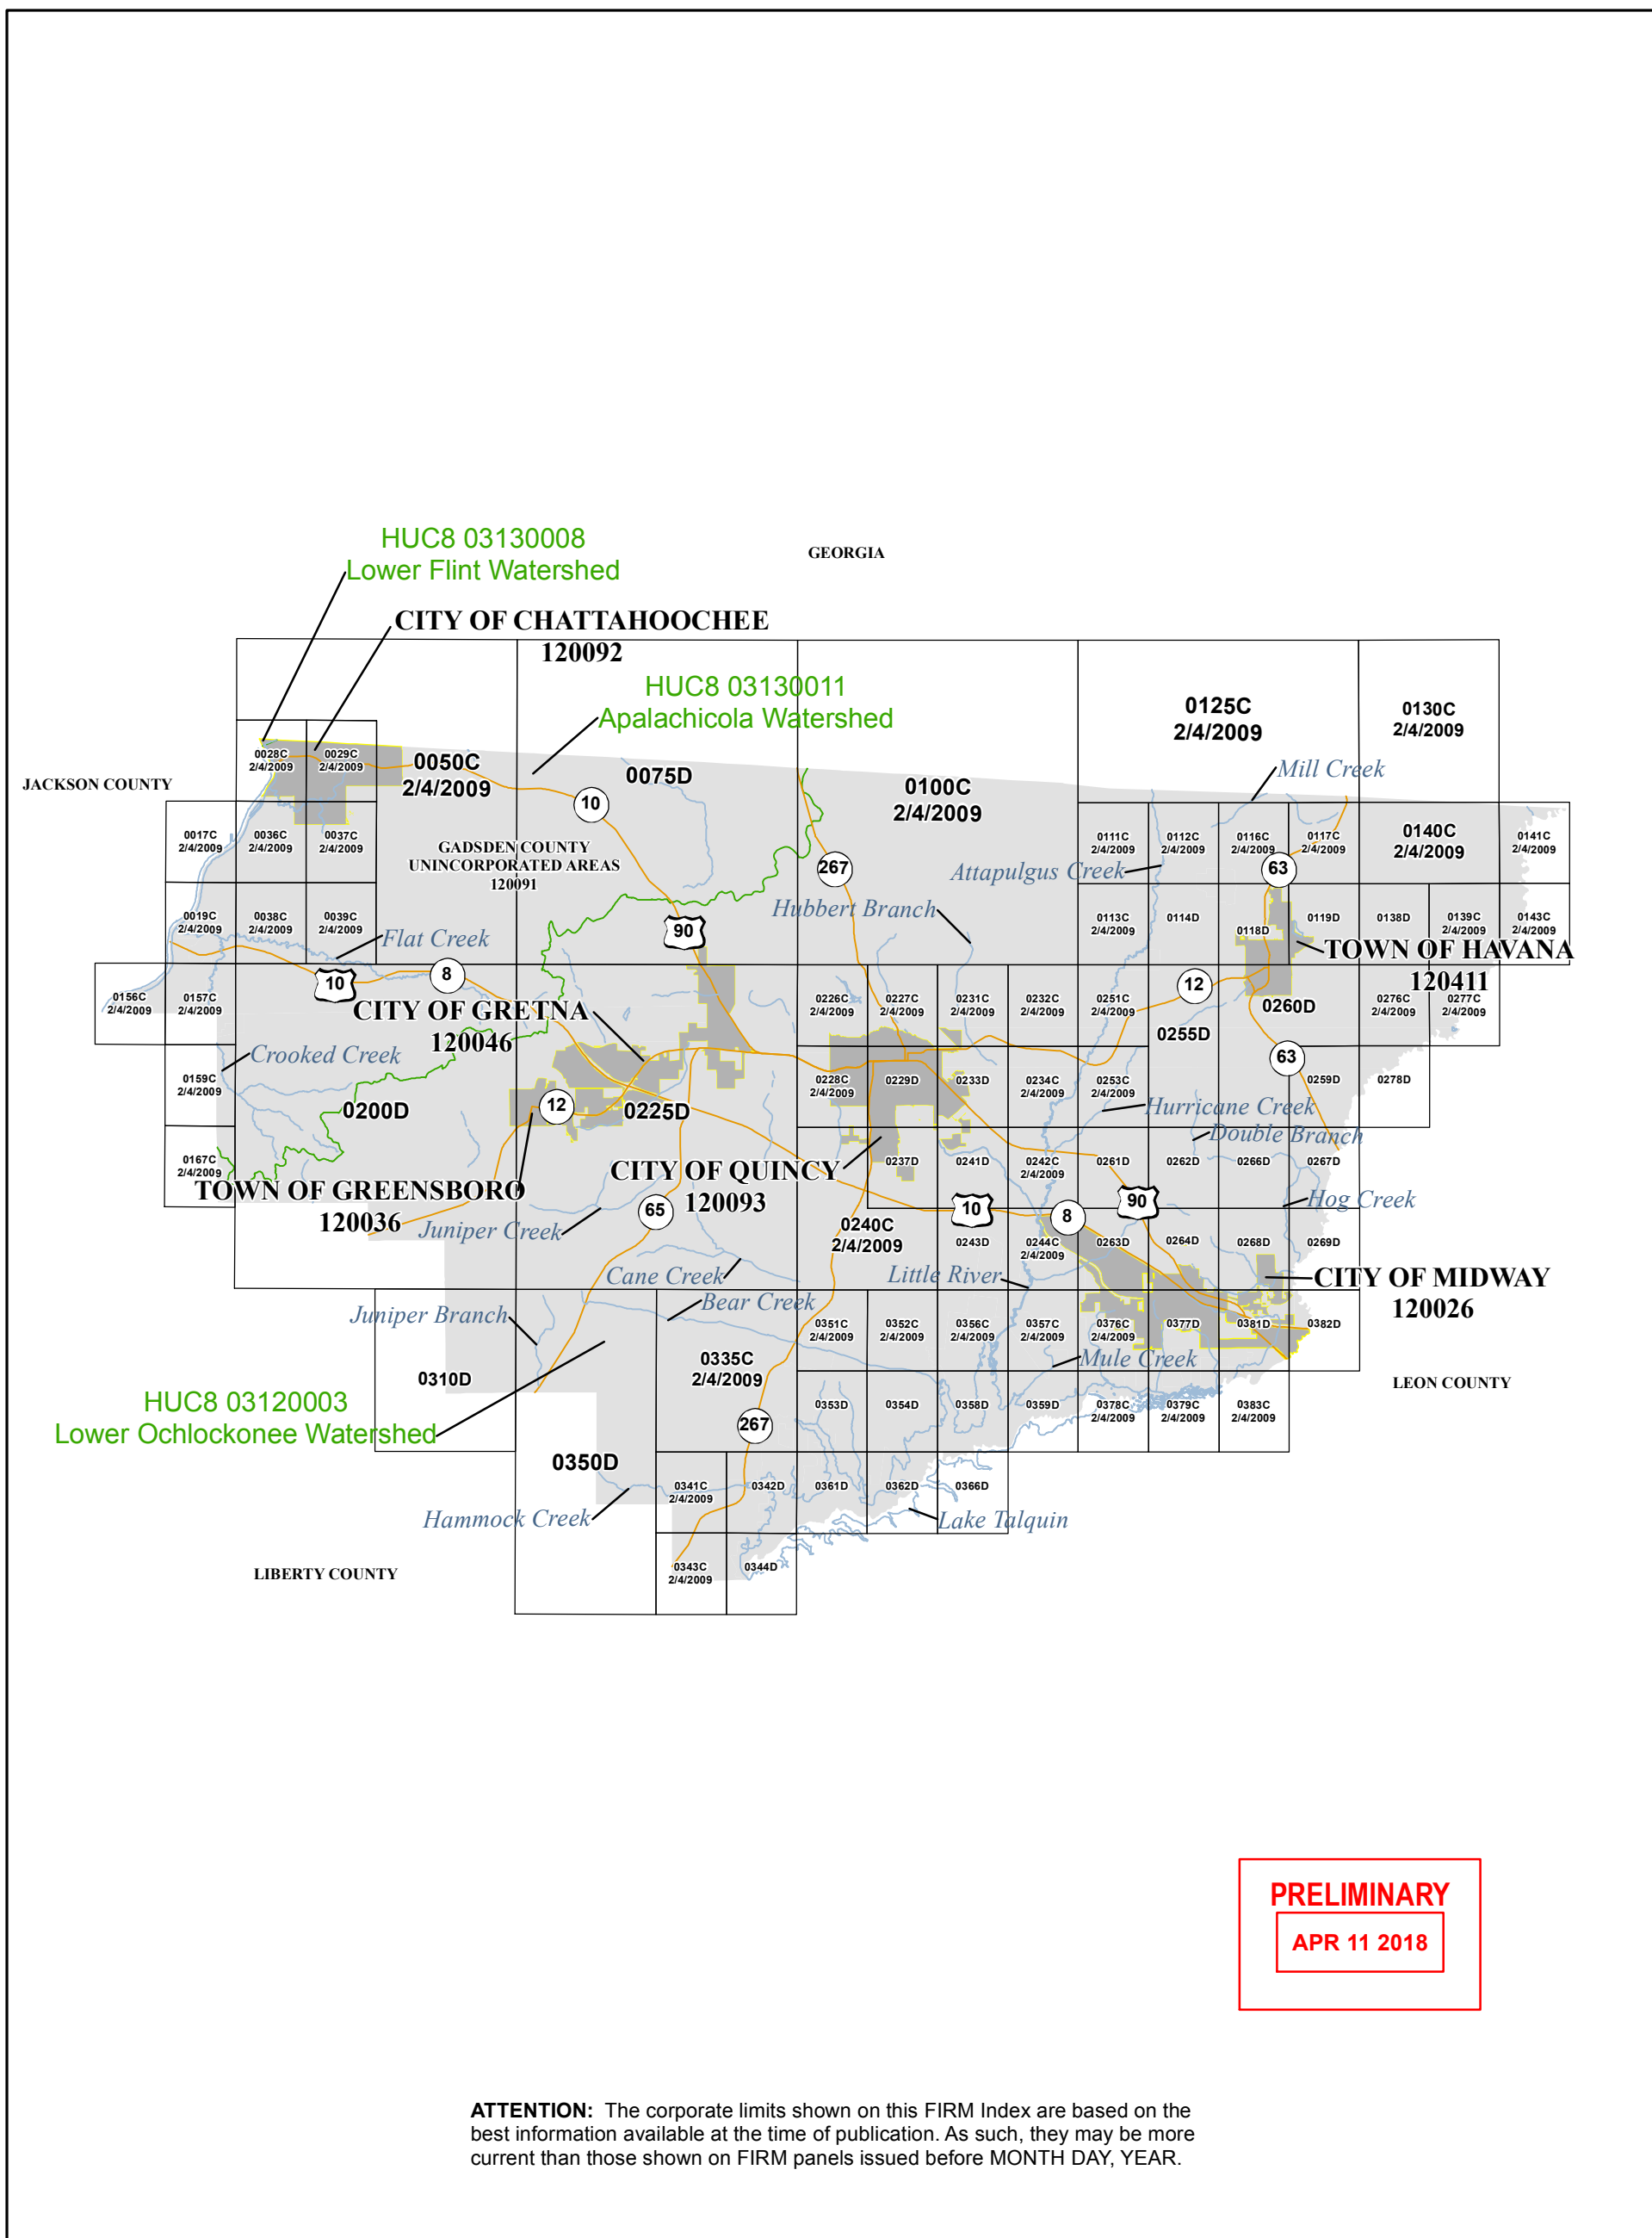 HUC8 03130008
Lower Flint Watershed
GEORGIA
CITY OF CHATTAHOOCHEE
120092
HUC8 03130011
Apalachicola Watershed
0125C
2/4/2009
0130C
2/4/2009
JACKSON COUNTY
0028C
2/4/2009
0029C
2/4/2009
0050C
2/4/2009
0075D
0100C
2/4/2009
Mill Creek
10
0017C
2/4/2009
0036C
2/4/2009
0037C
2/4/2009
GADSDEN COUNTY
UNINCORPORATED AREAS
120091
267
Attapulgus Creek
0111C
2/4/2009
0112C
2/4/2009
0116C
2/4/2009
0117C
2/4/2009
63
0140C
2/4/2009
0141C
2/4/2009
0019C
2/4/2009
0038C
2/4/2009
0039C
2/4/2009
Flat Creek
90
Hubbert Branch
0113C
2/4/2009
0114D
0118D
0119D
0138D
0139C
2/4/2009
0143C
2/4/2009
TOWN OF HAVANA
120411
0156C
2/4/2009
0157C
2/4/2009
10
8
CITY OF GRETNA
120046
0226C
2/4/2009
0227C
2/4/2009
0231C
2/4/2009
0232C
2/4/2009
0251C
2/4/2009
12
0255D
0260D
0276C
2/4/2009
0277C
2/4/2009
Crooked Creek
0159C
2/4/2009
0200D
12
0225D
0228C
2/4/2009
0229D
0233D
0234C
2/4/2009
0253C
2/4/2009
63
0259D
0278D
Hurricane Creek
Double Branch
0167C
2/4/2009
TOWN OF GREENSBORO
120036
CITY OF QUINCY
120093
0237D
0241D
0242C
2/4/2009
0261D
0262D
0266D
0267D
Juniper Creek
65
0240C
2/4/2009
10
8
90
Hog Creek
0243D
0244C
2/4/2009
0263D
0264D
0268D
0269D
Cane Creek
Little River
CITY OF MIDWAY
120026
Juniper Branch
Bear Creek
0310D
0335C
2/4/2009
0351C
2/4/2009
0352C
2/4/2009
0356C
2/4/2009
0357C
2/4/2009
0376C
2/4/2009
0377D
0381D
0382D
Mule Creek
LEON COUNTY
HUC8 03120003
Lower Ochlockonee Watershed
267
0353D
0354D
0358D
0359D
0378C
2/4/2009
0379C
2/4/2009
0383C
2/4/2009
0350D
0341C
2/4/2009
0342D
0361D
0362D
0366D
Hammock Creek
Lake Talquin
LIBERTY COUNTY
0343C
2/4/2009
0344D
PRELIMINARY
APR 11 2018
ATTENTION: The corporate limits shown on this FIRM Index are based on the
best information available at the time of publication. As such, they may be more
current than those shown on FIRM panels issued before MONTH DAY, YEAR.